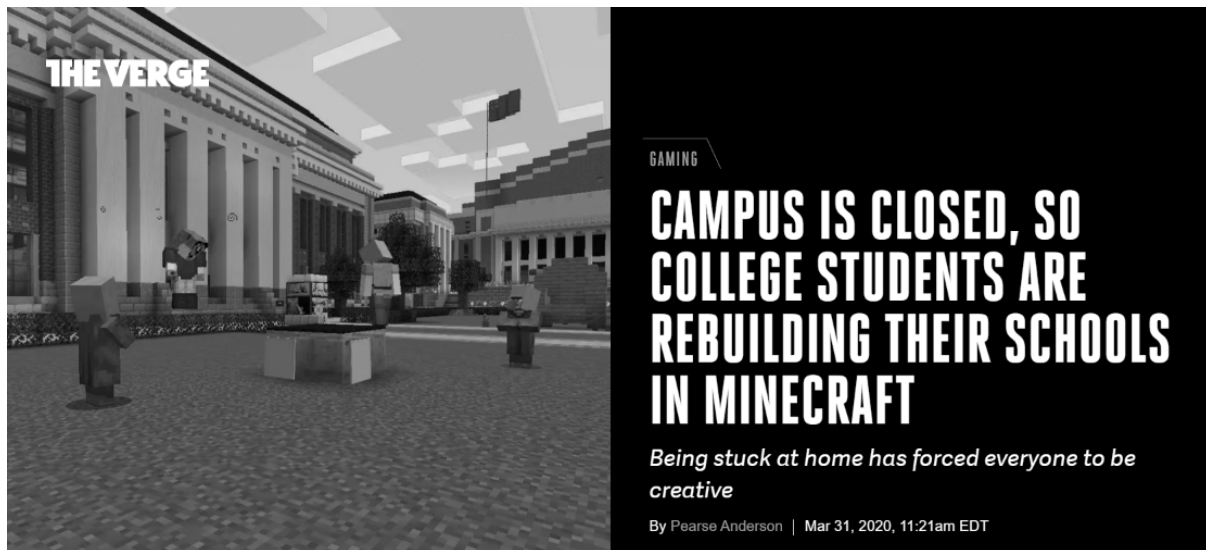 THE VERGE
GAMING
CAMPUS IS CLOSED, SO
COLLEGE STUDENTS ARE
REBUILDING THEIR SCHOOLS
IN MINECRAFT
Being stuck at home has forced everyone to be
creative
By Pearse Anderson | Mar 31, 2020, 11:21am EDT